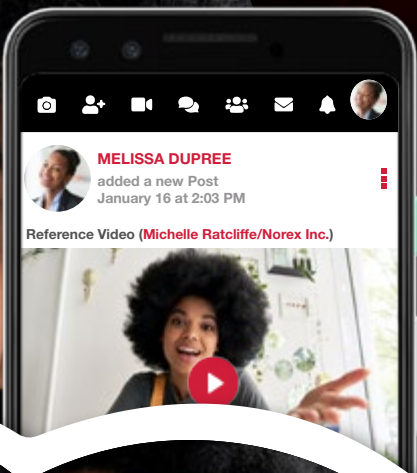 MELISSA DUPREE
added a new Post
January 16 at 2:03 PM
Reference Video (Michelle Ratcliffe/Norex Inc.)